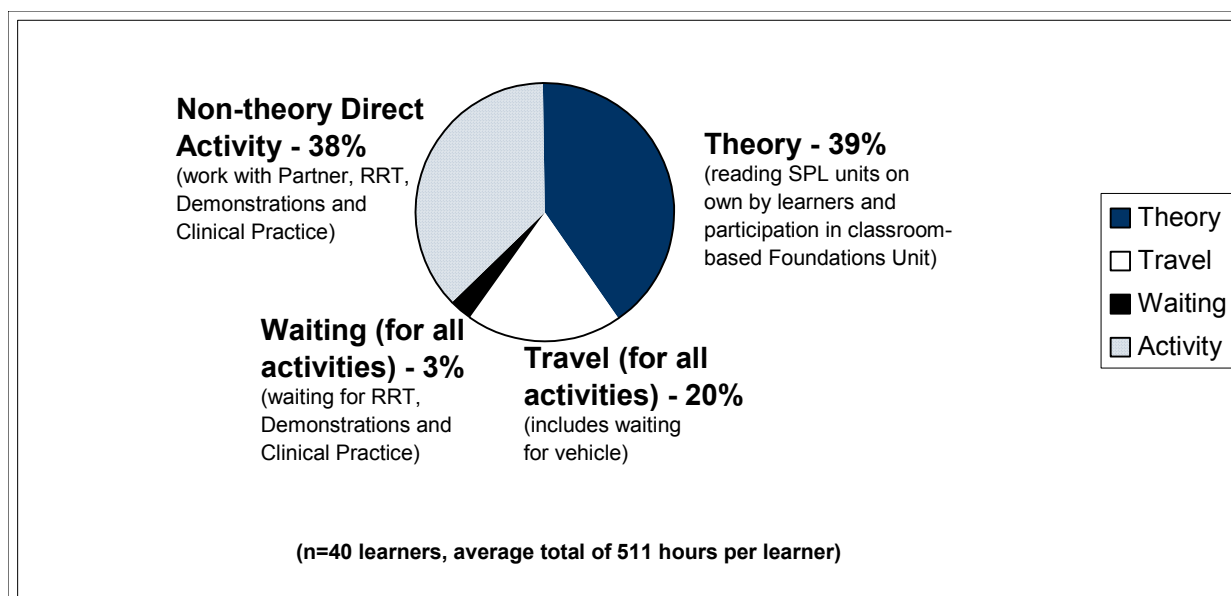 Non-theory Direct
Activity - 38%
(work with Partner, RRT,
Demonstrations and
Clinical Practice)
Theory - 39%
(reading SPL units on
own by learners and
participation in classroom-
based Foundations Unit)
Waiting (for all
activities) - 3%
(waiting for RRT,
Demonstrations and
Clinical Practice)
Travel (for all
activities) - 20%
(includes waiting
for vehicle)
Theory
Travel
Waiting
Activity
(n=40 learners, average total of 511 hours per learner)